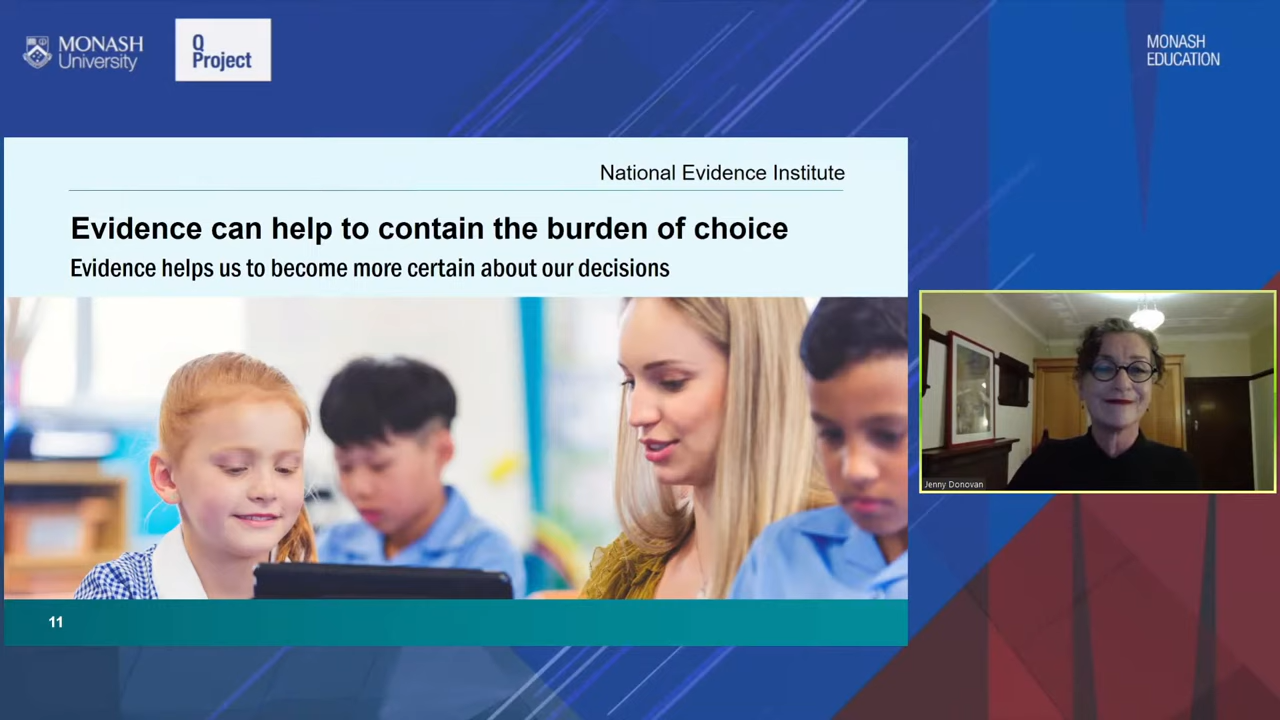 MONASH
University
Q
Project
MONASH
EDUCATION
National Evidence Institute
Evidence can help to contain the burden of choice
Evidence helps us to become more certain about our decisions
Jenny Donovan
11